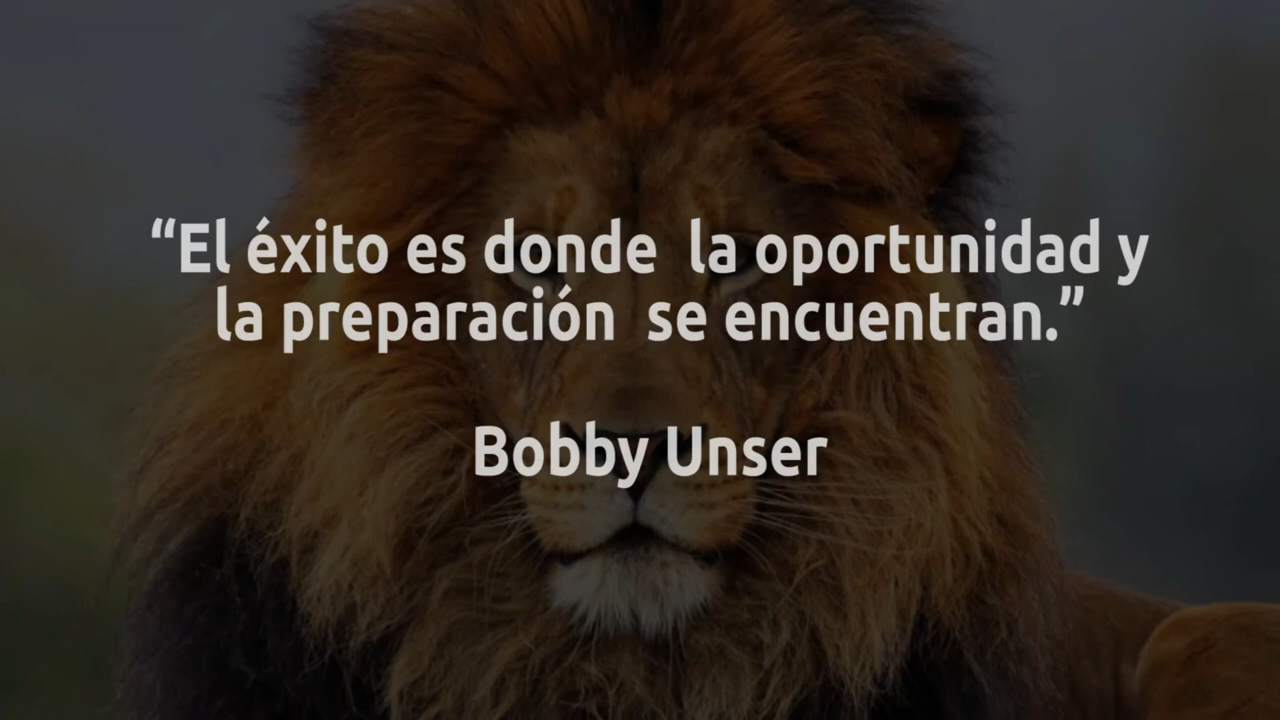 “El éxito es donde  la oportunidad y
la preparación  se encuentran.”
Bobby Unser